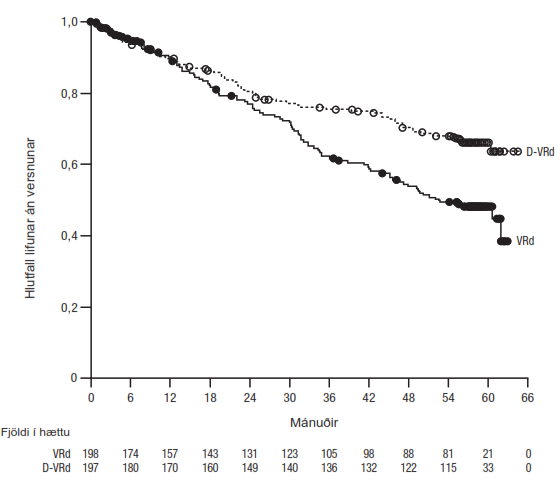 Hlutfall lifunar án versnunar
1,0
0,8
0,6
0,4
0,2
0
D-VRd
VRd
0 6 12 18 24 30 36 42 48 54 60 66
Mánuðir
Fjöldi í hættu
VRd 198 174 157 143 131 123 105 98 88 81 21 0
D-VRd 197 180 170 160 149 140 136 132 122 115 33 0